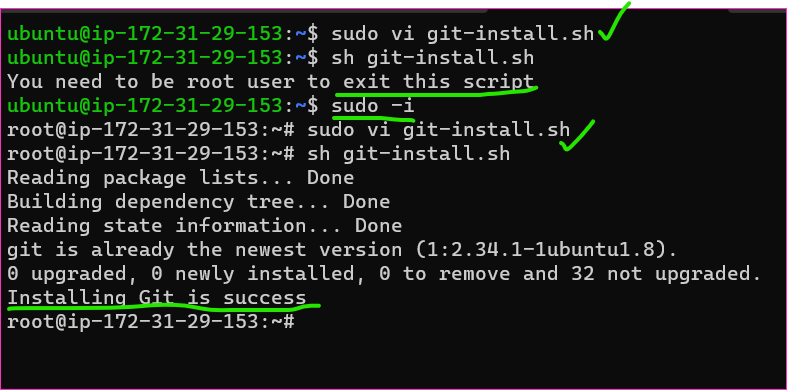 ubuntu@ip-172-31-29-153:~$ sudo vi git-install.sh
ubuntu@ip-172-31-29-153:~$ sh git-install.sh
You need to be root user to exit this script
ubuntu@ip-172-31-29-153:~$ sudo -i
root@ip-172-31-29-153:~# sudo vi git-install.sh
root@ip-172-31-29-153:~# sh git-install.sh
Reading package lists... Done
Building dependency tree... Done
Reading state information... Done
git is already the newest version (1:2.34.1-1ubuntu1.8).
0 upgraded, 0 newly installed, 0 to remove and 32 not upgraded.
Installing Git is success
root@ip-172-31-29-153:~#